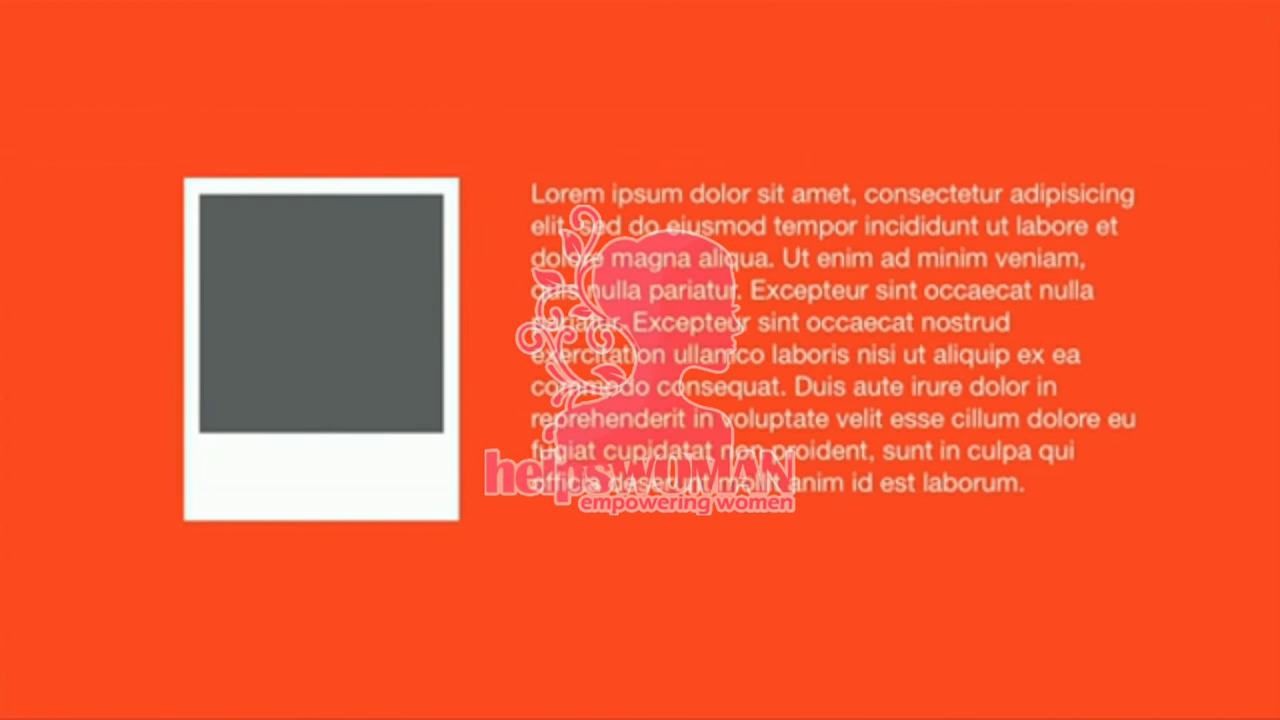 Lorem ipsum dolor sit amet, consectetur adipisicing
elit, sed do eiusmod tempor incididunt ut labore et
dolore magna aliqua. Ut enim ad minim veniam,
quis nulla pariatur. Excepteur sint occaecat nulla
pariatur. Excepteur sint occaecat nostrud
exercitation ullamco laboris nisi ut aliquip ex ea
commodo consequat. Duis aute irure dolor in
reprehenderit in voluptate velit esse cillum dolore eu
fugiat cupidatat non proident, sunt in culpa qui
officia deserunt mollit anim id est laborum.
helpsWOMAN
empowering women